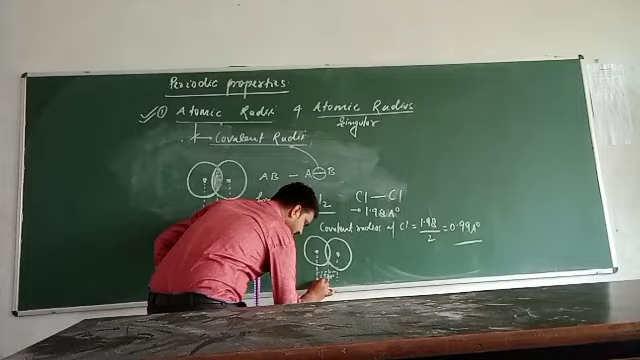 Periodic properties.
① Atomic Radii & Atomic Radius
Singular
→ Covalent Radii
AB – A – B
Cl – Cl
→ 1.98 A°
Covalent radius of Cl = 1.98/2 = 0.99 A°